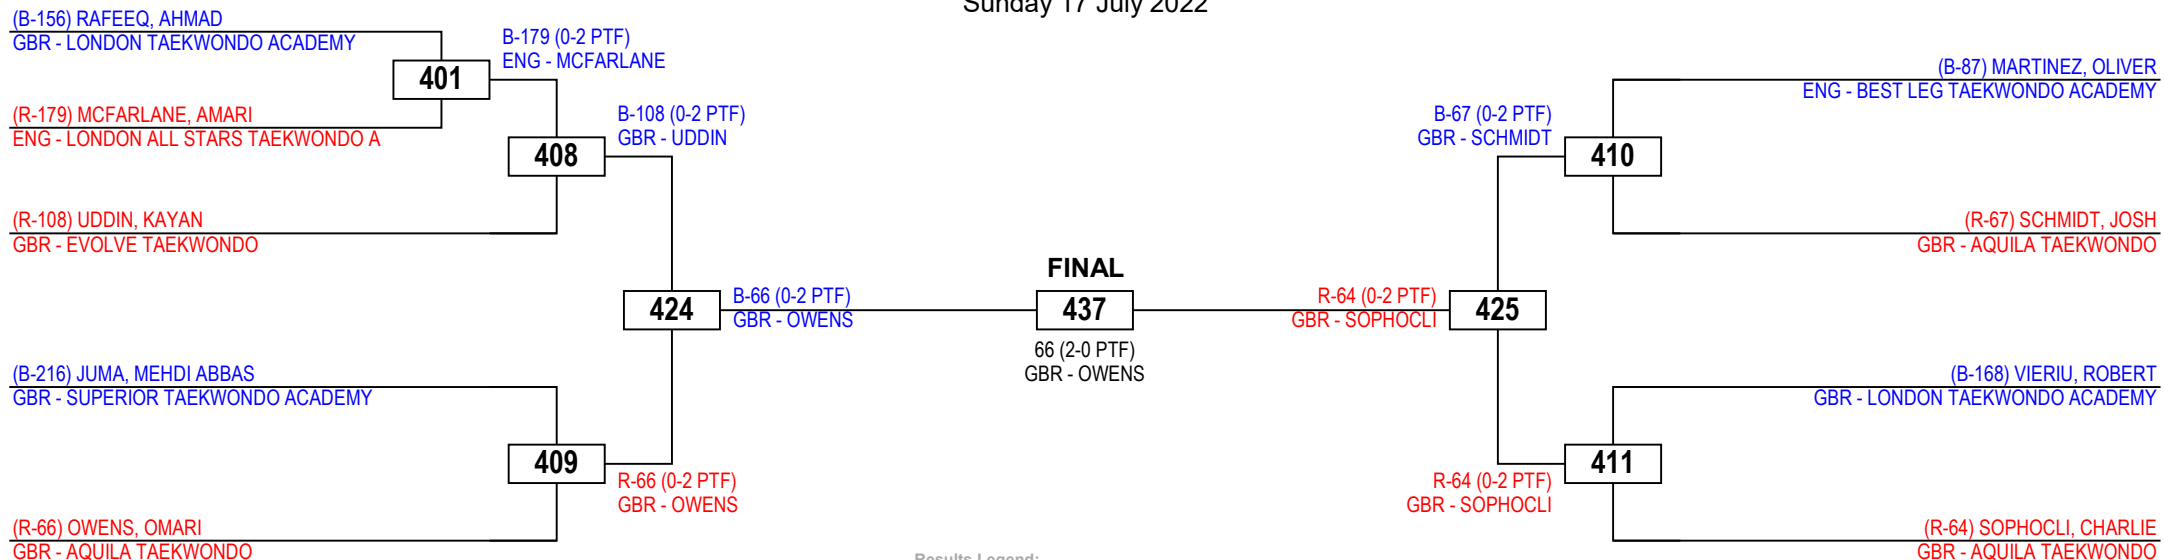 Sunday 17 July 2022
(B-156) RAFEEQ, AHMAD
GBR - LONDON TAEKWONDO ACADEMY
401
B-179 (0-2 PTF)
ENG - MCFARLANE
(R-179) MCFARLANE, AMARI
ENG - LONDON ALL STARS TAEKWONDO A
408
B-108 (0-2 PTF)
GBR - UDDIN
(R-108) UDDIN, KAYAN
GBR - EVOLVE TAEKWONDO
424
B-66 (0-2 PTF)
GBR - OWENS
(B-216) JUMA, MEHDI ABBAS
GBR - SUPERIOR TAEKWONDO ACADEMY
409
R-66 (0-2 PTF)
GBR - OWENS
(R-66) OWENS, OMARI
GBR - AQUILA TAEKWONDO
FINAL
437
66 (2-0 PTF)
GBR - OWENS
(B-87) MARTINEZ, OLIVER
ENG - BEST LEG TAEKWONDO ACADEMY
B-67 (0-2 PTF)
GBR - SCHMIDT
410
(R-67) SCHMIDT, JOSH
GBR - AQUILA TAEKWONDO
R-64 (0-2 PTF)
GBR - SOPHOCLI
425
(B-168) VIERIU, ROBERT
GBR - LONDON TAEKWONDO ACADEMY
411
R-64 (0-2 PTF)
GBR - SOPHOCLI
(R-64) SOPHOCLI, CHARLIE
GBR - AQUILA TAEKWONDO
Results Legend: